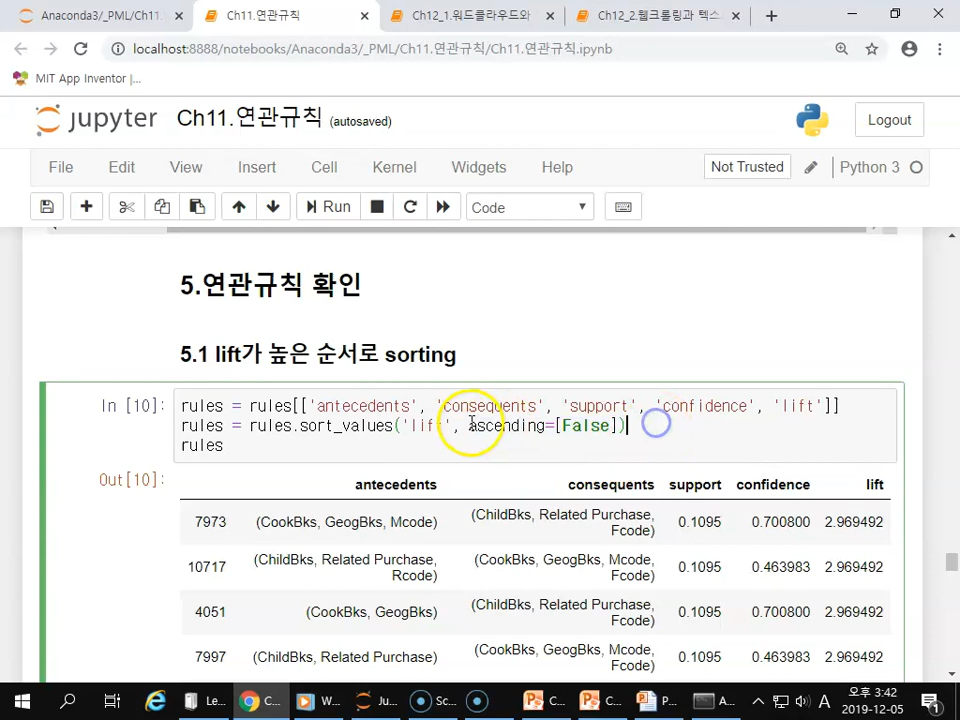 Anaconda3/_PML/Ch11.
Ch11.연관규칙
Ch12_1.워드클라우드와
Ch12_2.웹크롤링과 텍스
localhost:8888/notebooks/Anaconda3/_PML/Ch11.연관규칙/Ch11.연관규칙.ipynb
MIT App Inventor |...
jupyter Ch11.연관규칙 (autosaved)
Logout
File Edit View Insert Cell Kernel Widgets Help
Not Trusted
Python 3
Run
Code
5.연관규칙 확인
5.1 lift가 높은 순서로 sorting
In [10]: rules = rules[['antecedents', 'consequents', 'support', 'confidence', 'lift']]
rules = rules.sort_values('lift', ascending=[False])
rules
Out[10]:
antecedents consequents support confidence lift
7973 (CookBks, GeogBks, Mcode) (ChildBks, Related Purchase, Fcode) 0.1095 0.700800 2.969492
10717 (ChildBks, Related Purchase, Rcode) (CookBks, GeogBks, Mcode, Fcode) 0.1095 0.463983 2.969492
4051 (CookBks, GeogBks) (ChildBks, Related Purchase, Fcode) 0.1095 0.700800 2.969492
7997 (ChildBks, Related Purchase) (CookBks, GeogBks, Mcode, Fcode) 0.1095 0.463983 2.969492
Le...
C...
W...
Ju...
Sc...
C...
C...
P...
A...
A
오후 3:42
2019-12-05
1